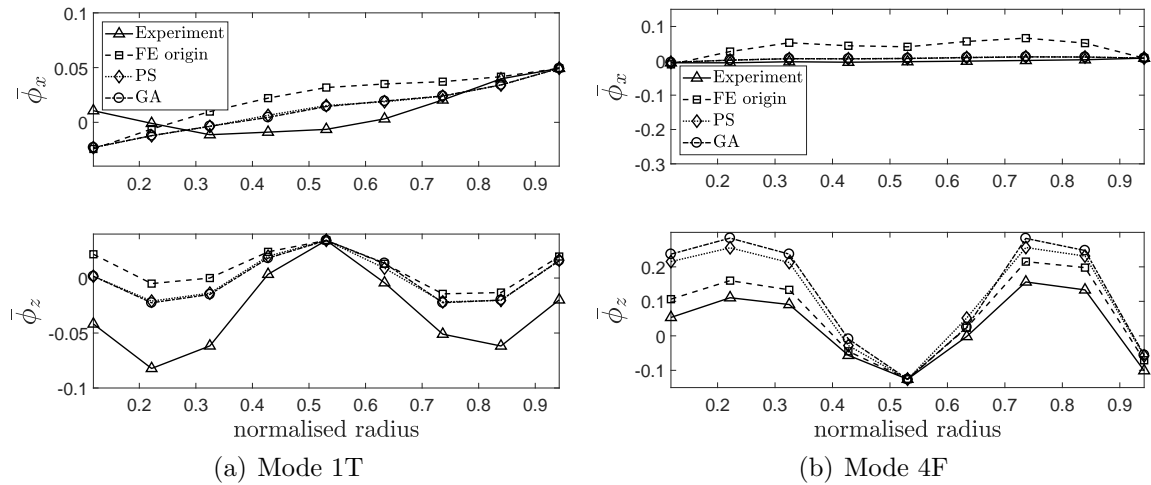 0.1
0.05
0
ϕ̄x
Experiment
FE origin
PS
GA
0.2 0.3 0.4 0.5 0.6 0.7 0.8 0.9
0
-0.05
-0.1
ϕ̄z
0.2 0.3 0.4 0.5 0.6 0.7 0.8 0.9
normalised radius
(a) Mode 1T
0.1
0
-0.1
-0.2
-0.3
ϕ̄x
Experiment
FE origin
PS
GA
0.2 0.3 0.4 0.5 0.6 0.7 0.8 0.9
0.2
0.1
0
-0.1
ϕ̄z
0.2 0.3 0.4 0.5 0.6 0.7 0.8 0.9
normalised radius
(b) Mode 4F